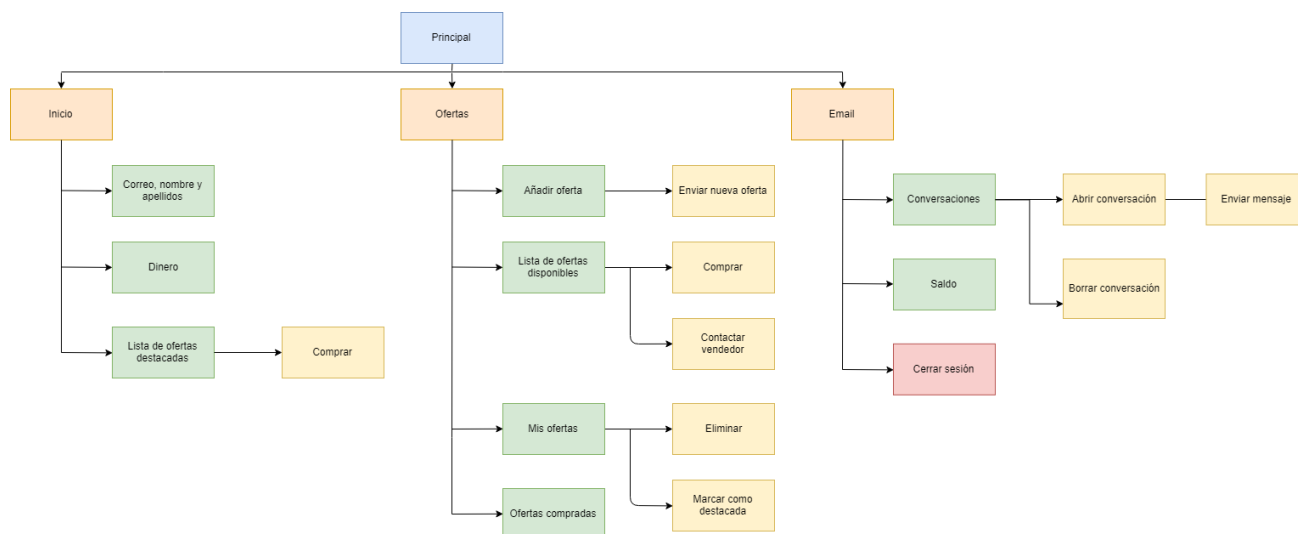 Principal
Inicio
Ofertas
Email
Correo, nombre y
apellidos
Añadir oferta
Enviar nueva oferta
Conversaciones
Abrir conversación
Enviar mensaje
Dinero
Lista de ofertas
disponibles
Comprar
Saldo
Borrar conversación
Lista de ofertas
destacadas
Comprar
Contactar
vendedor
Cerrar sesión
Mis ofertas
Eliminar
Ofertas compradas
Marcar como
destacada